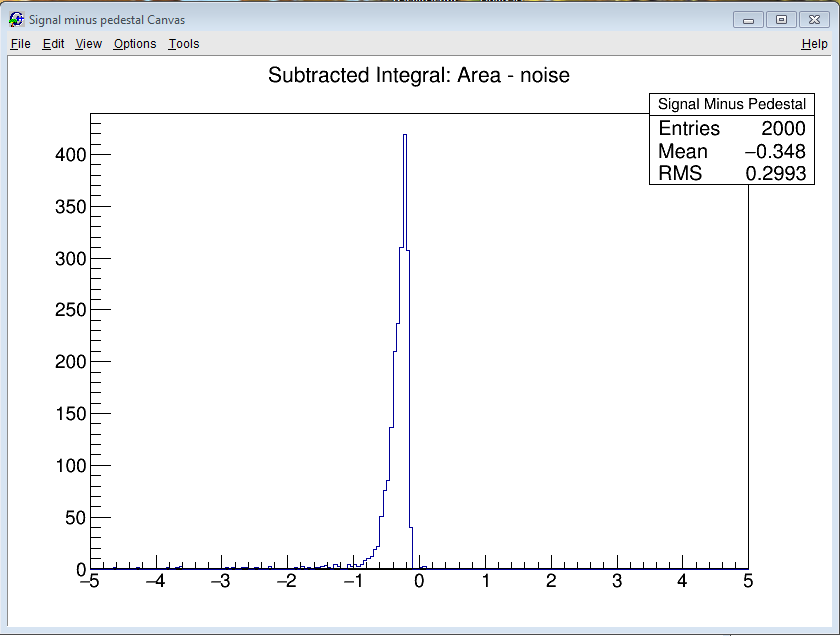 Signal minus pedestal Canvas
File Edit View Options Tools Help
Subtracted Integral: Area - noise
Signal Minus Pedestal
Entries 2000
Mean −0.348
RMS 0.2993
400
350
300
250
200
150
100
50
0
−5 −4 −3 −2 −1 0 1 2 3 4 5